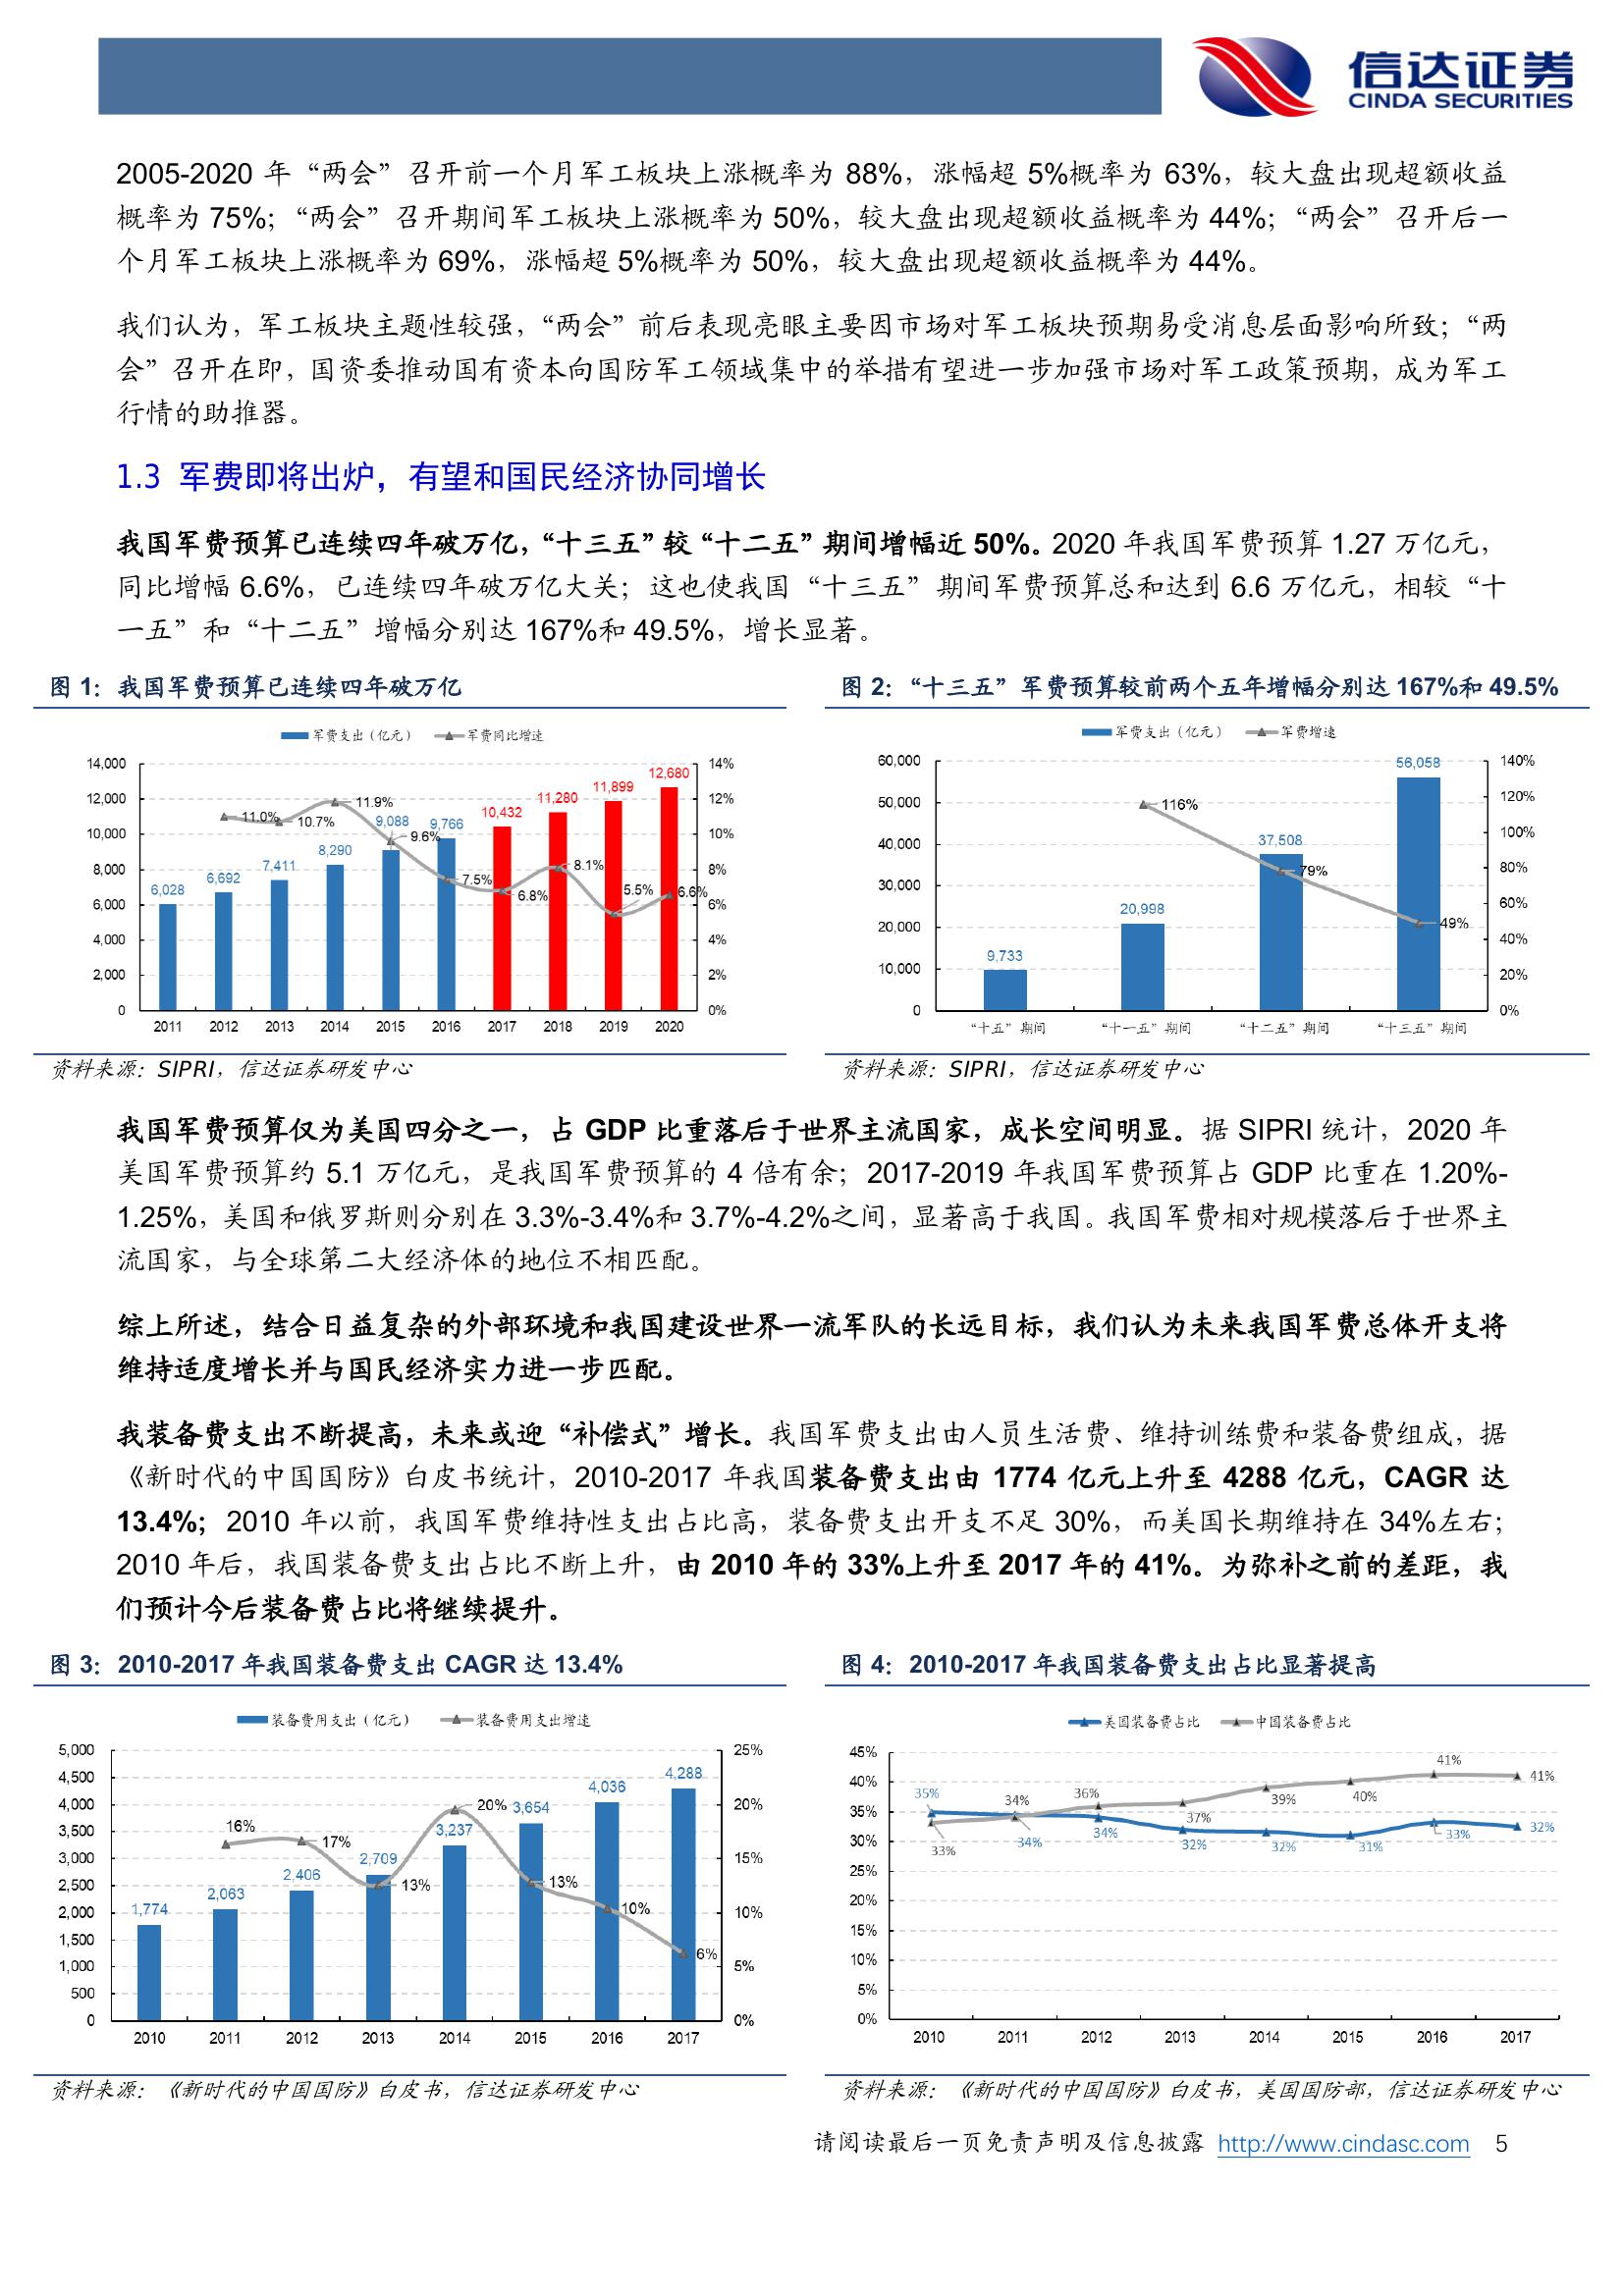 信达证券
CINDA SECURITIES
2005-2020 年“两会”召开前一个月军工板块上涨概率为 88%，涨幅超 5%概率为 63%，较大盘出现超额收益
概率为 75%；“两会”召开期间军工板块上涨概率为 50%，较大盘出现超额收益概率为 44%；“两会”召开后一
个月军工板块上涨概率为 69%，涨幅超 5%概率为 50%，较大盘出现超额收益概率为 44%。
我们认为，军工板块主题性较强，“两会”前后表现亮眼主要因市场对军工板块预期易受消息层面影响所致；“两
会”召开在即，国资委推动国有资本向国防军工领域集中的举措有望进一步加强市场对军工政策预期，成为军工
行情的助推器。
1.3 军费即将出炉，有望和国民经济协同增长
我国军费预算已连续四年破万亿，“十三五”较“十二五”期间增幅近 50%。2020 年我国军费预算 1.27 万亿元，
同比增幅 6.6%，已连续四年破万亿大关；这也使我国“十三五”期间军费预算总和达到 6.6 万亿元，相较“十
一五”和“十二五”增幅分别达 167%和 49.5%，增长显著。
图 1：我国军费预算已连续四年破万亿
军费支出（亿元） 军费同比增速
14,000 12,000 10,000 8,000 6,000 4,000 2,000 0
6,028 6,692 7,411 8,290 9,088 9,766 10,432 11,280 11,899 12,680
11.0% 10.7% 11.9% 9.6% 7.5% 6.8% 8.1% 5.5% 6.6%
14% 12% 10% 8% 6% 4% 2% 0%
2011 2012 2013 2014 2015 2016 2017 2018 2019 2020
资料来源：SIPRI，信达证券研发中心
图 2：“十三五”军费预算较前两个五年增幅分别达 167%和 49.5%
军费支出（亿元） 军费增速
60,000 50,000 40,000 30,000 20,000 10,000 0
9,733 20,998 37,508 56,058
116% 79% 49%
140% 120% 100% 80% 60% 40% 20% 0%
“十五”期间 “十一五”期间 “十二五”期间 “十三五”期间
资料来源：SIPRI，信达证券研发中心
我国军费预算仅为美国四分之一，占 GDP 比重落后于世界主流国家，成长空间明显。据 SIPRI 统计，2020 年
美国军费预算约 5.1 万亿元，是我国军费预算的 4 倍有余；2017-2019 年我国军费预算占 GDP 比重在 1.20%-
1.25%，美国和俄罗斯则分别在 3.3%-3.4%和 3.7%-4.2%之间，显著高于我国。我国军费相对规模落后于世界主
流国家，与全球第二大经济体的地位不相匹配。
综上所述，结合日益复杂的外部环境和我国建设世界一流军队的长远目标，我们认为未来我国军费总体开支将
维持适度增长并与国民经济实力进一步匹配。
我装备费支出不断提高，未来或迎“补偿式”增长。我国军费支出由人员生活费、维持训练费和装备费组成，据
《新时代的中国国防》白皮书统计，2010-2017 年我国装备费支出由 1774 亿元上升至 4288 亿元，CAGR 达
13.4%；2010 年以前，我国军费维持性支出占比高，装备费支出开支不足 30%，而美国长期维持在 34%左右；
2010 年后，我国装备费支出占比不断上升，由 2010 年的 33%上升至 2017 年的 41%。为弥补之前的差距，我
们预计今后装备费占比将继续提升。
图 3：2010-2017 年我国装备费支出 CAGR 达 13.4%
装备费用支出（亿元） 装备费用支出增速
5,000 4,500 4,000 3,500 3,000 2,500 2,000 1,500 1,000 500 0
1,774 2,063 2,406 2,709 3,237 3,654 4,036 4,288
16% 17% 13% 20% 13% 10% 6%
25% 20% 15% 10% 5% 0%
2010 2011 2012 2013 2014 2015 2016 2017
资料来源：《新时代的中国国防》白皮书，信达证券研发中心
图 4：2010-2017 年我国装备费支出占比显著提高
美国装备费占比 中国装备费占比
45% 40% 35% 30% 25% 20% 15% 10% 5% 0%
35% 34% 34% 32% 32% 31% 33% 32%
33% 34% 36% 37% 39% 40% 41% 41%
2010 2011 2012 2013 2014 2015 2016 2017
资料来源：《新时代的中国国防》白皮书，美国国防部，信达证券研发中心
请阅读最后一页免责声明及信息披露 http://www.cindasc.com 5